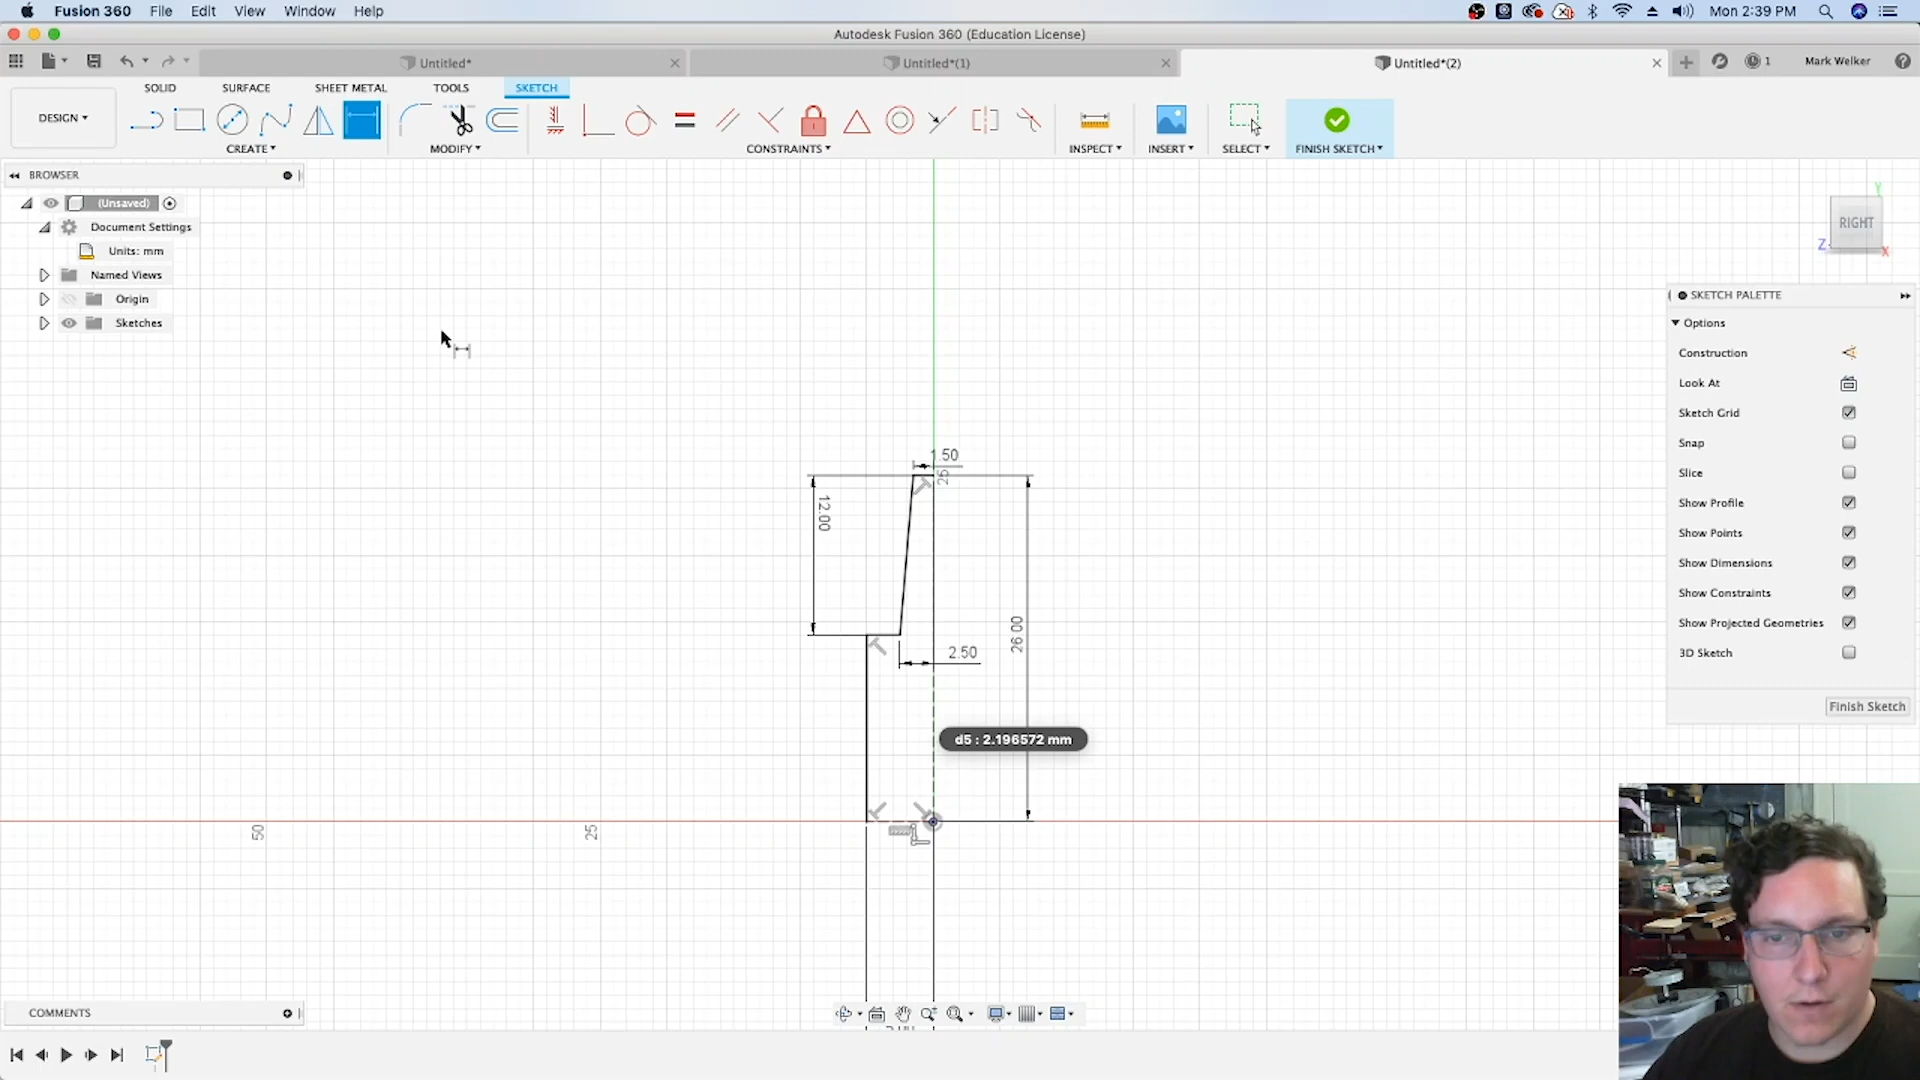 Fusion 360 File Edit View Window Help Mon 2:39 PM
Autodesk Fusion 360 (Education License)
Untitled* Untitled*(1) Untitled*(2) 1 Mark Welker
SOLID SURFACE SHEET METAL TOOLS SKETCH
DESIGN
CREATE MODIFY CONSTRAINTS INSPECT INSERT SELECT FINISH SKETCH
BROWSER
(Unsaved)
Document Settings
Units: mm
Named Views
Origin
Sketches
RIGHT
Y
Z
X
SKETCH PALETTE
Options
Construction
Look At
Sketch Grid
Snap
Slice
Show Profile
Show Points
Show Dimensions
Show Constraints
Show Projected Geometries
3D Sketch
Finish Sketch
1.50
25
12.00
26.00
2.50
d5 : 2.196572 mm
50
25
COMMENTS